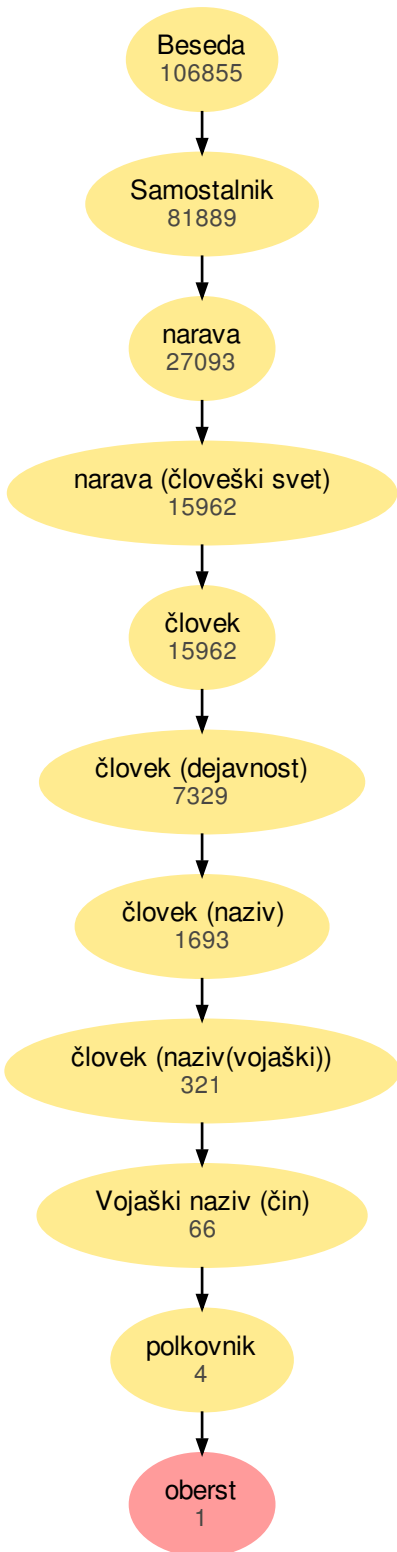 Beseda
106855
Samostalnik
81889
narava
27093
narava (človeški svet)
15962
človek
15962
človek (dejavnost)
7329
človek (naziv)
1693
človek (naziv(vojaški))
321
Vojaški naziv (čin)
66
polkovnik
4
oberst
1